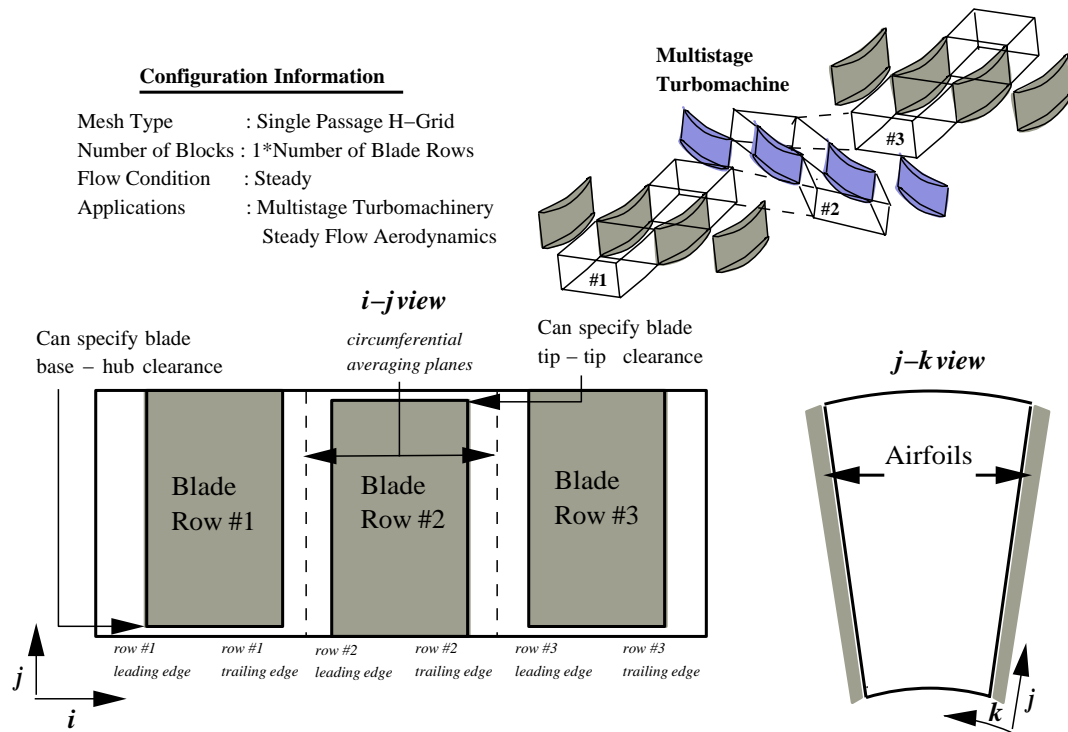 Configuration Information
Mesh Type : Single Passage H–Grid
Number of Blocks : 1*Number of Blade Rows
Flow Condition : Steady
Applications : Multistage Turbomachinery
Steady Flow Aerodynamics
Multistage
Turbomachine
#1
#2
#3
i–j view
Can specify blade
base – hub clearance
circumferential
averaging planes
Can specify blade
tip – tip clearance
Blade
Row #1
Blade
Row #2
Blade
Row #3
row #1
leading edge
row #1
trailing edge
row #2
leading edge
row #2
trailing edge
row #3
leading edge
row #3
trailing edge
j
i
j–k view
Airfoils
k
j